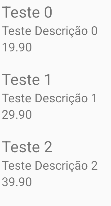 Teste 0
Teste Descrição 0
19.90
Teste 1
Teste Descrição 1
29.90
Teste 2
Teste Descrição 2
39.90